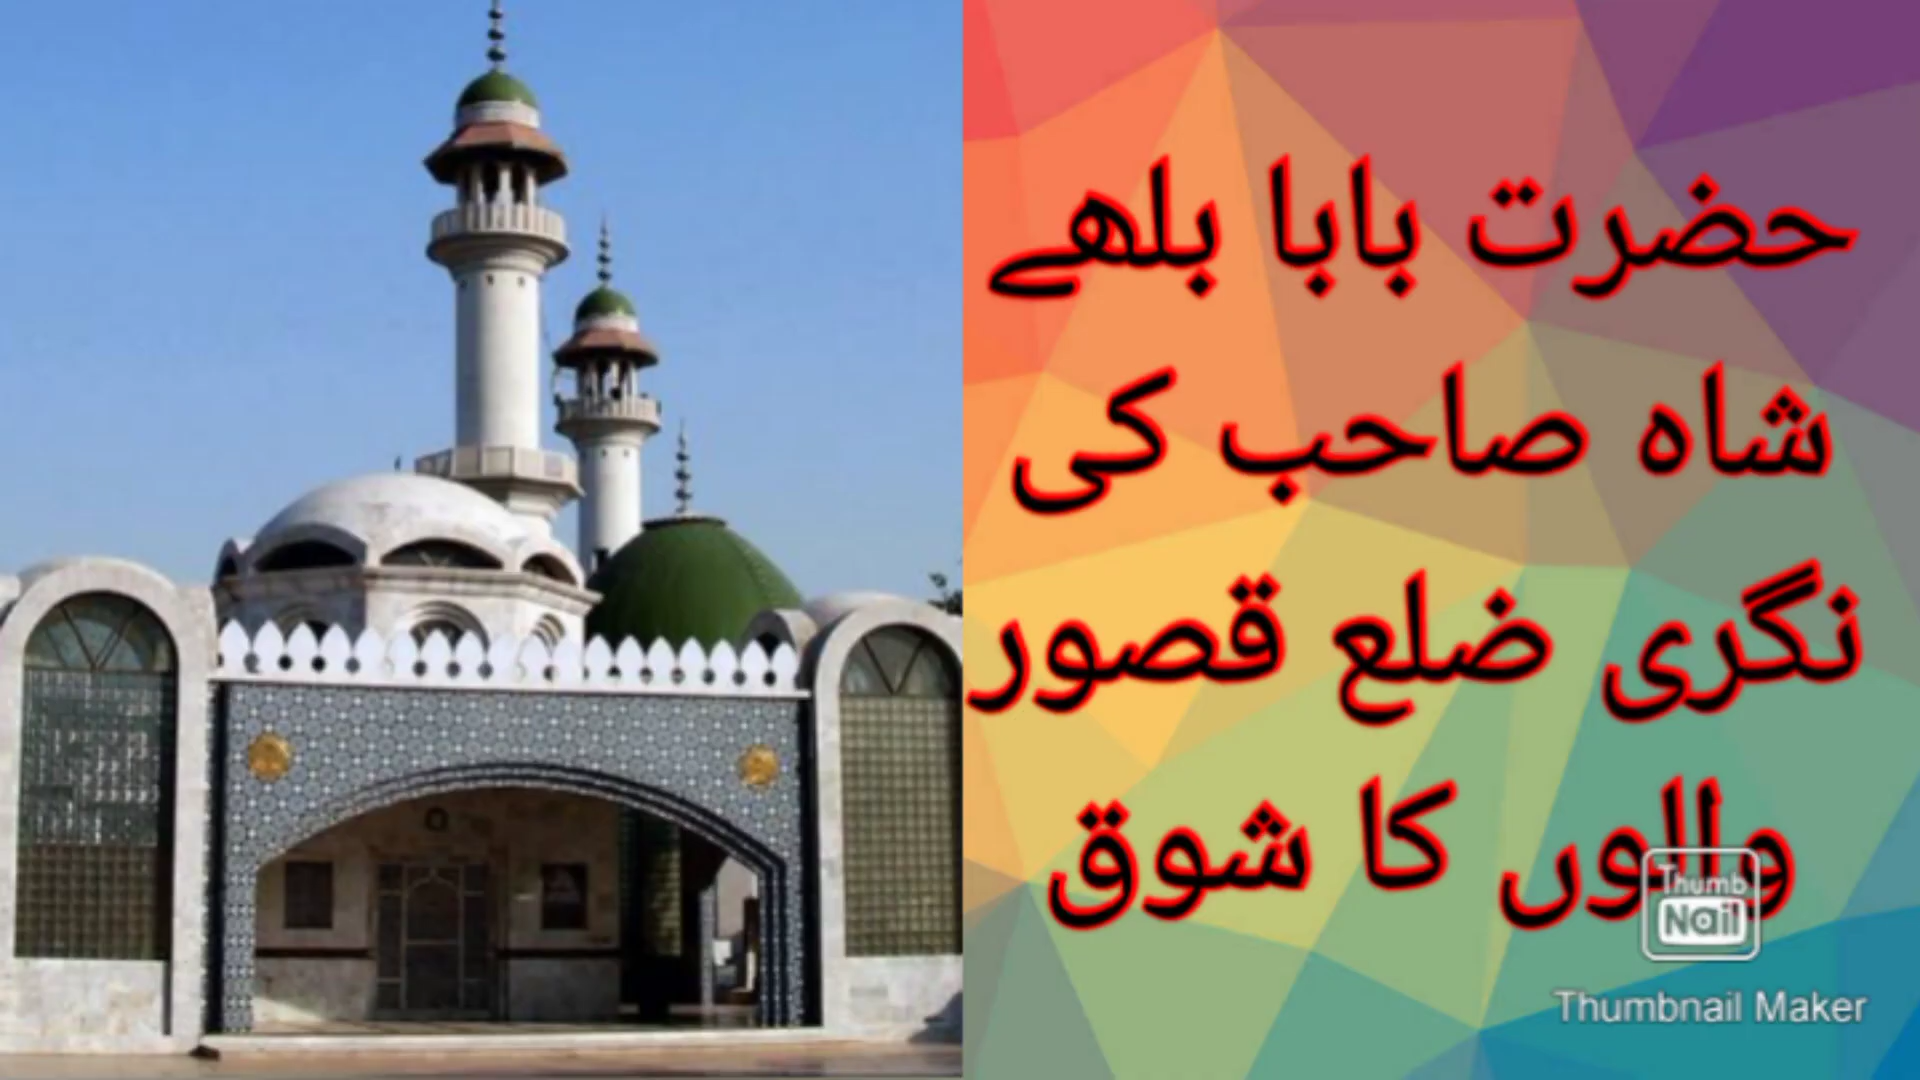 حضرت بابا بلھے
شاہ صاحب کی
نگری ضلع قصور
والوں کا شوق
Thumb
Nail
Thumbnail Maker